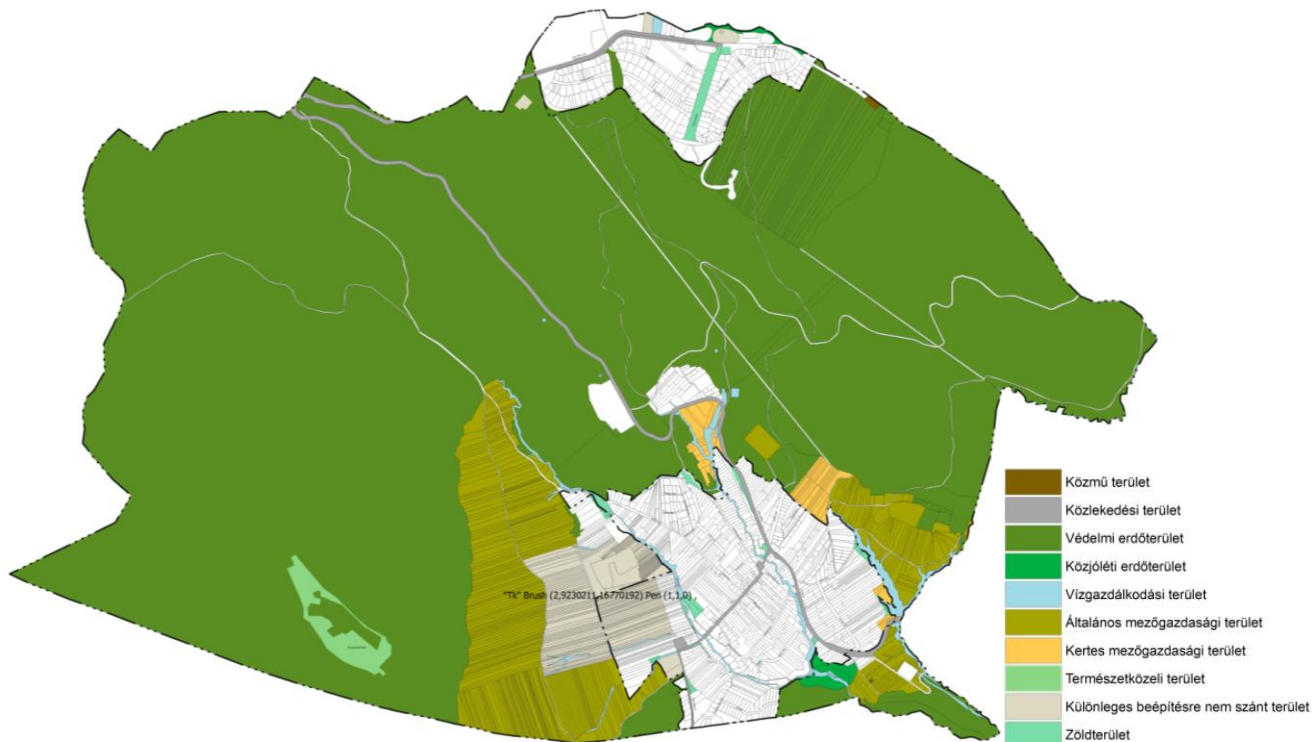 "Tk" Brush (2,9230211,16770192) Pen (1,1,0) ,
Közmű terület
Közlekedési terület
Védelmi erdőterület
Közjóléti erdőterület
Vízgazdálkodási terület
Általános mezőgazdasági terület
Kertes mezőgazdasági terület
Természetközeli terület
Különleges beépítésre nem szánt terület
Zöldterület